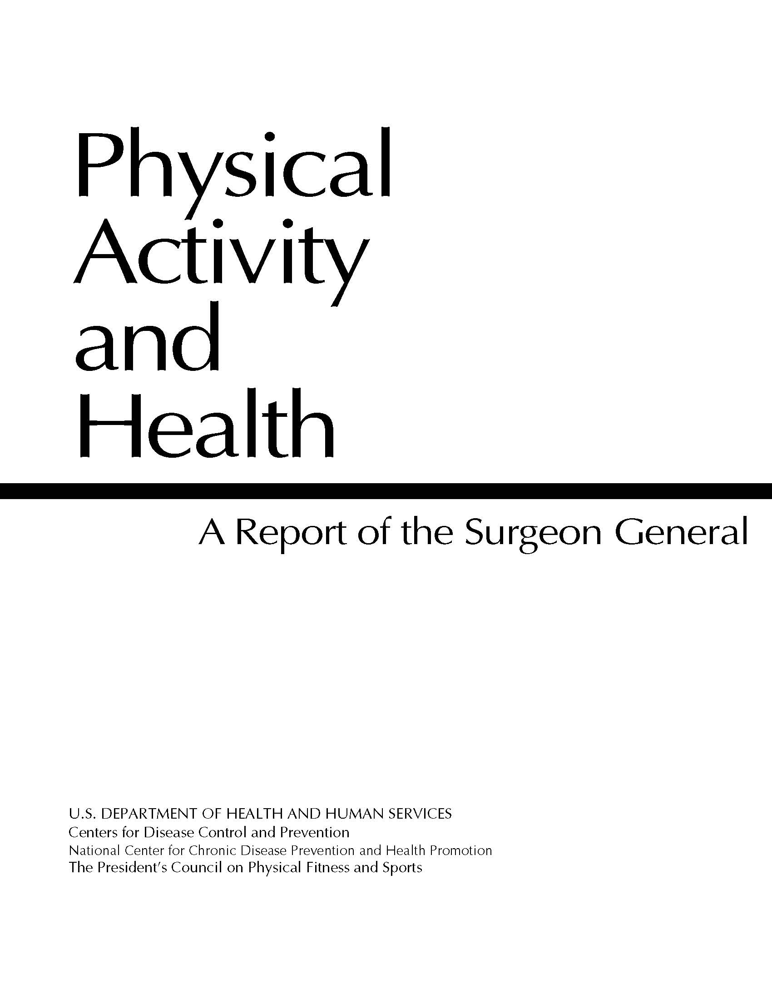 Physical
Activity
and
Health
A Report of the Surgeon General
U.S. DEPARTMENT OF HEALTH AND HUMAN SERVICES
Centers for Disease Control and Prevention
National Center for Chronic Disease Prevention and Health Promotion
The President’s Council on Physical Fitness and Sports